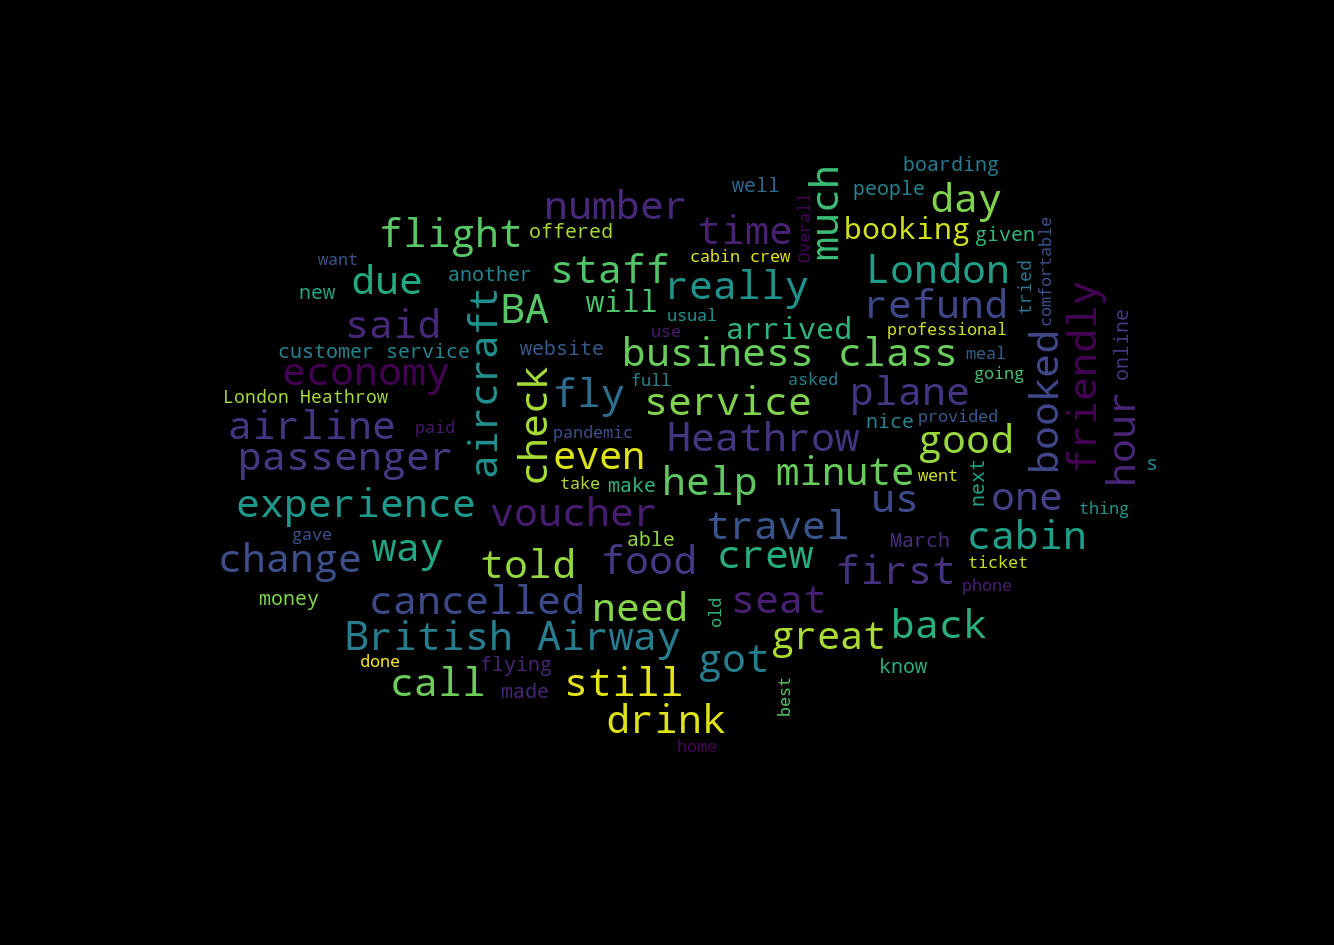 boarding
well
people
day
much
number
time
Overall
booking
given
flight
offered
cabin crew
want
due
another
staff
really
London
tried
comfortable
new
will
BA
usual
refund
friendly
said
aircraft
use
arrived
professional
online
customer service
website
business class
meal
economy
check
fly
full
asked
plane
going
booked
hour
London Heathrow
service
nice
provided
airline
paid
pandemic
Heathrow
good
passenger
even
help
minute
went
next
s
take
make
experience
voucher
us
one
thing
gave
way
able
travel
March
cabin
change
told
food
crew
first
ticket
phone
money
cancelled
need
old
seat
British Airway
great
back
done
flying
got
know
call
made
still
best
drink
home